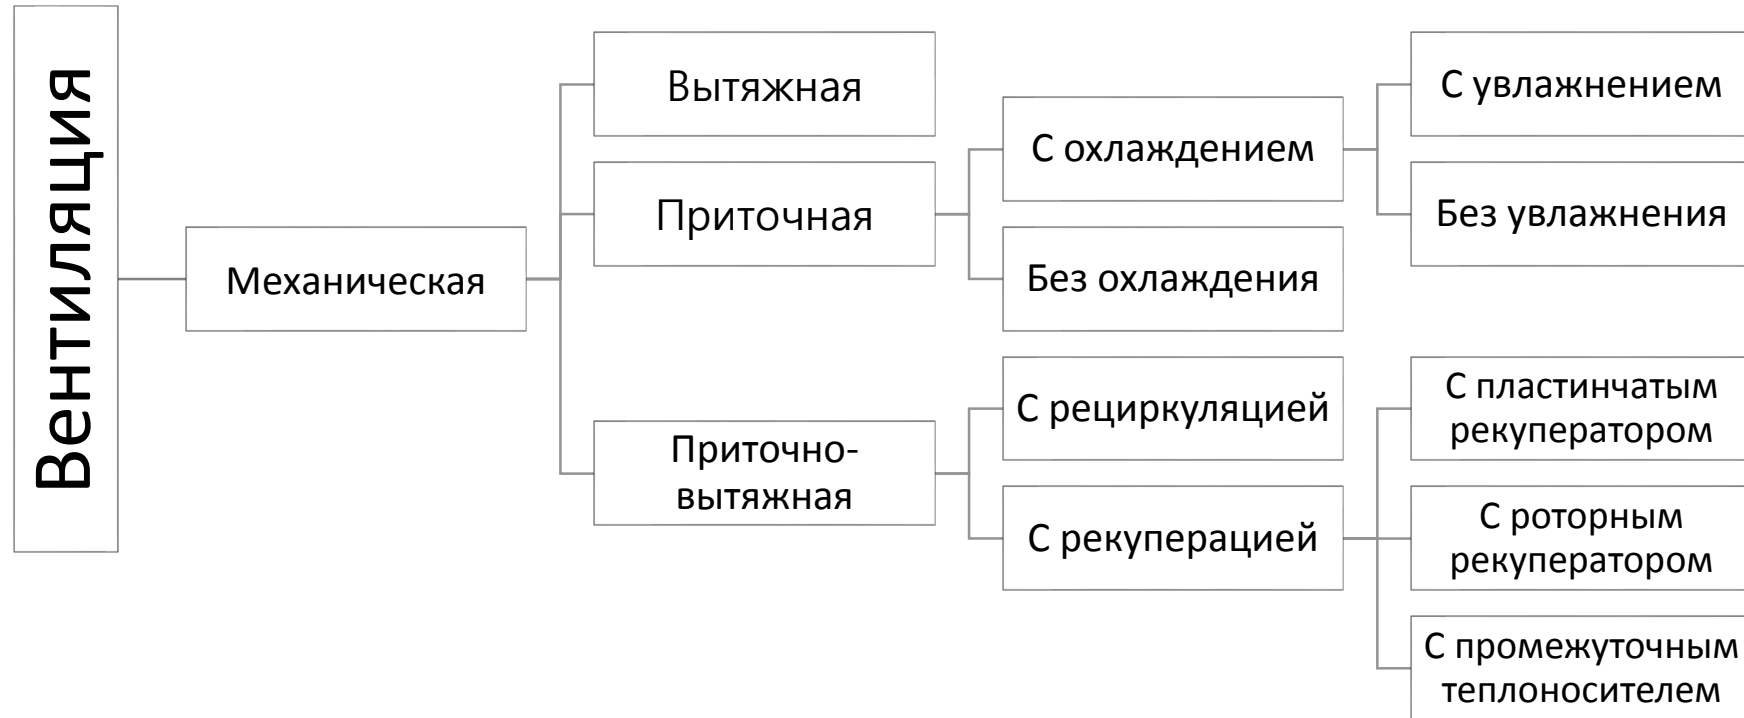 Вентиляция
Механическая
Вытяжная
Приточная
Приточно-
вытяжная
С охлаждением
Без охлаждения
С рециркуляцией
С рекуперацией
С увлажнением
Без увлажнения
С пластинчатым
рекуператором
С роторным
рекуператором
С промежуточным
теплоносителем